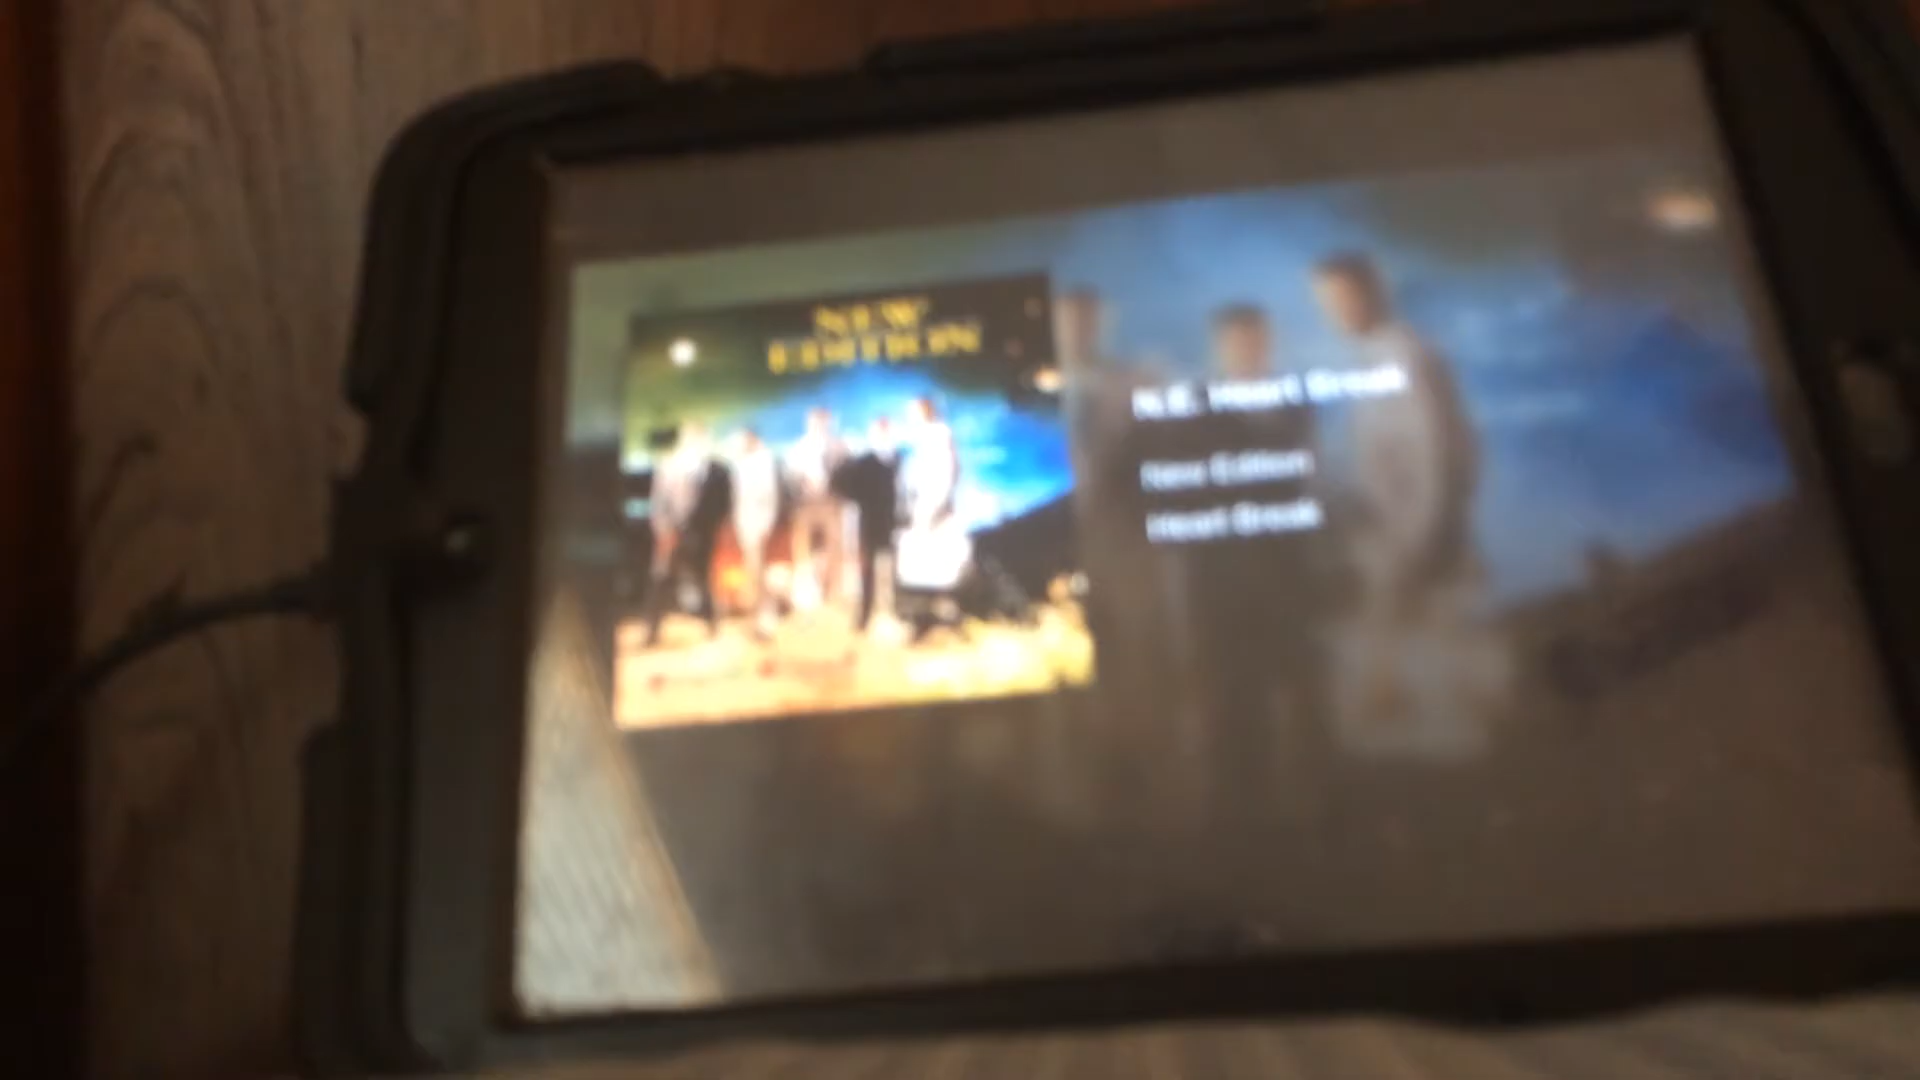 NEW
EDITION
N.E. Heart Break
New Edition
Heart Break